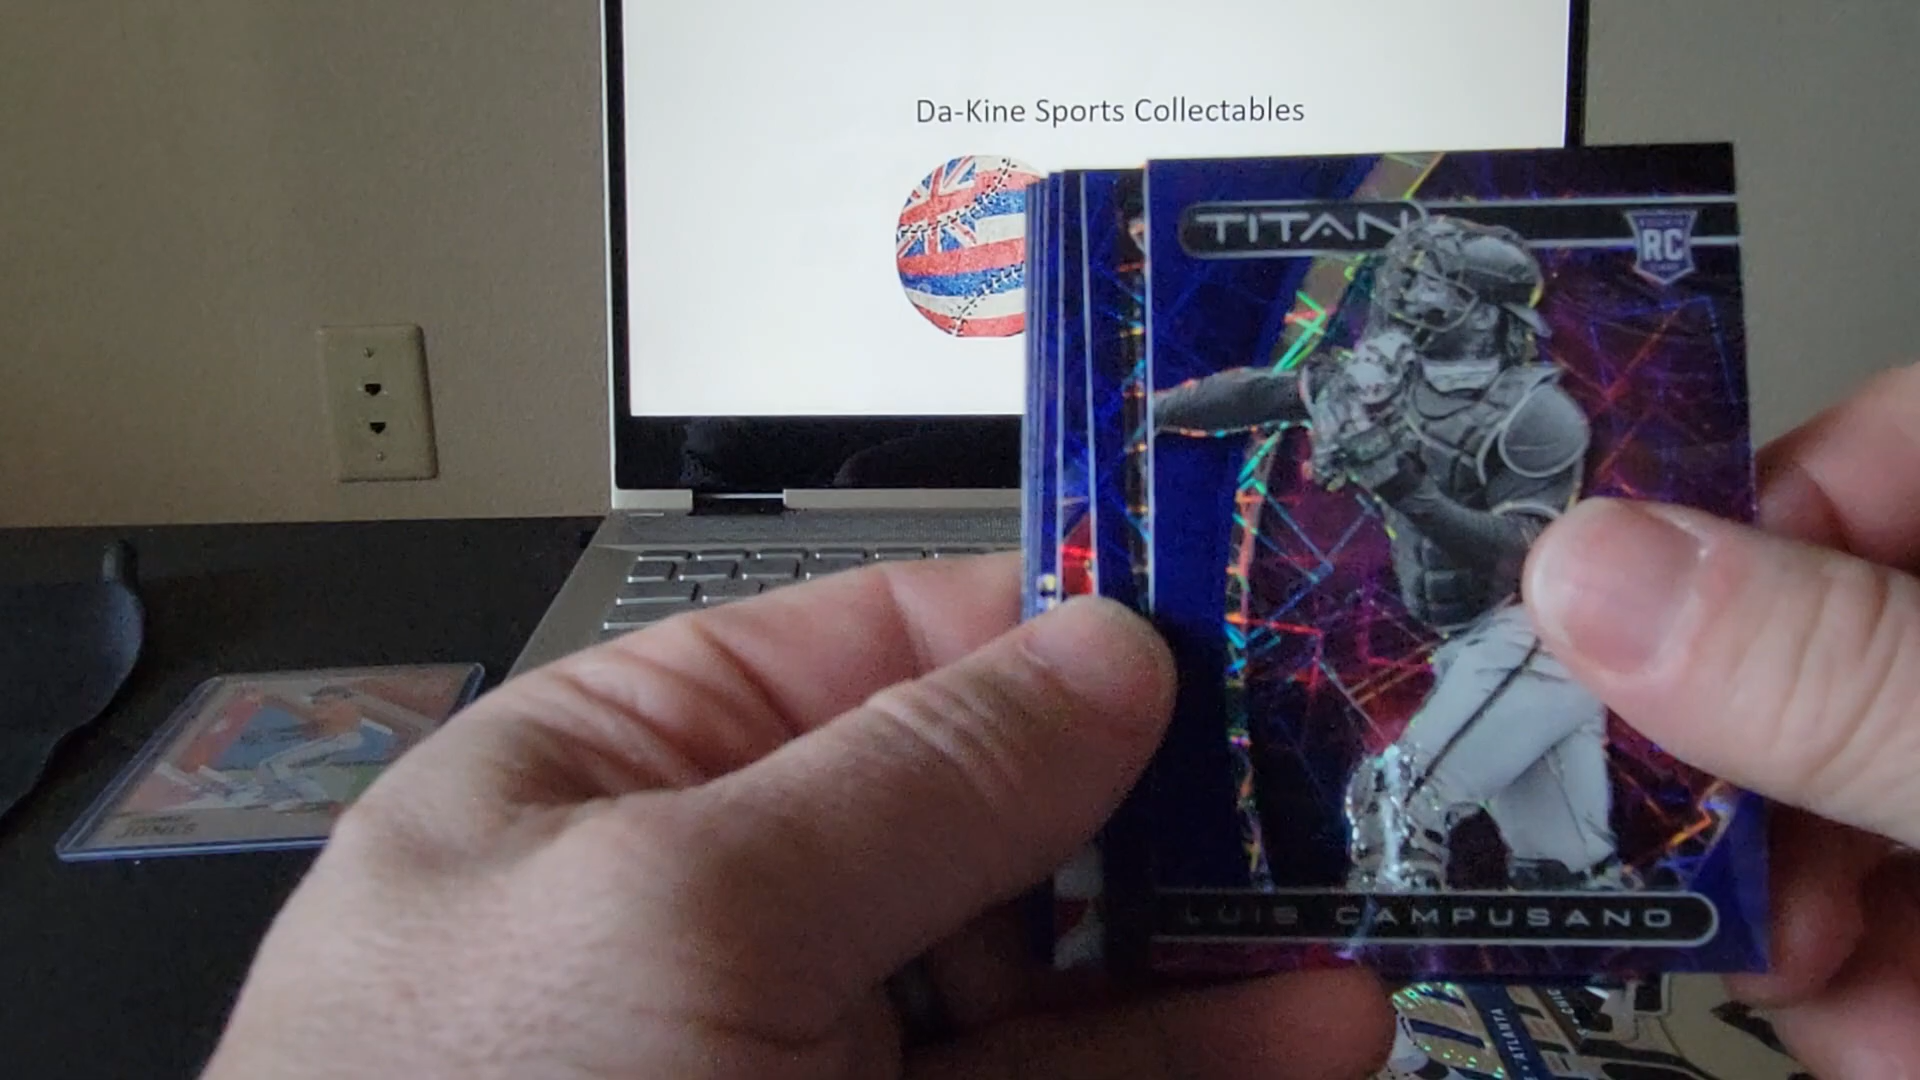 Da-Kine Sports Collectables
TITAN
RC
LUIS CAMPUSANO
JONES
ATLANTA